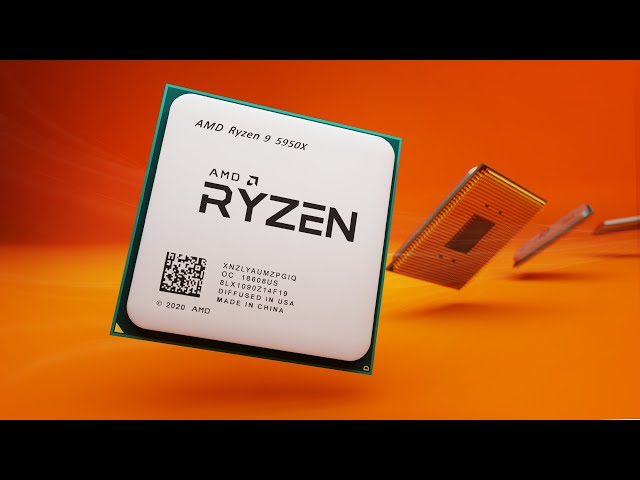 AMD Ryzen 9 5950X
AMD
RYZEN
XNZLYAUMZPGIQ
OC 18608US
8LX1090Z14F19
DIFFUSED IN USA
MADE IN CHINA
© 2020 AMD
D